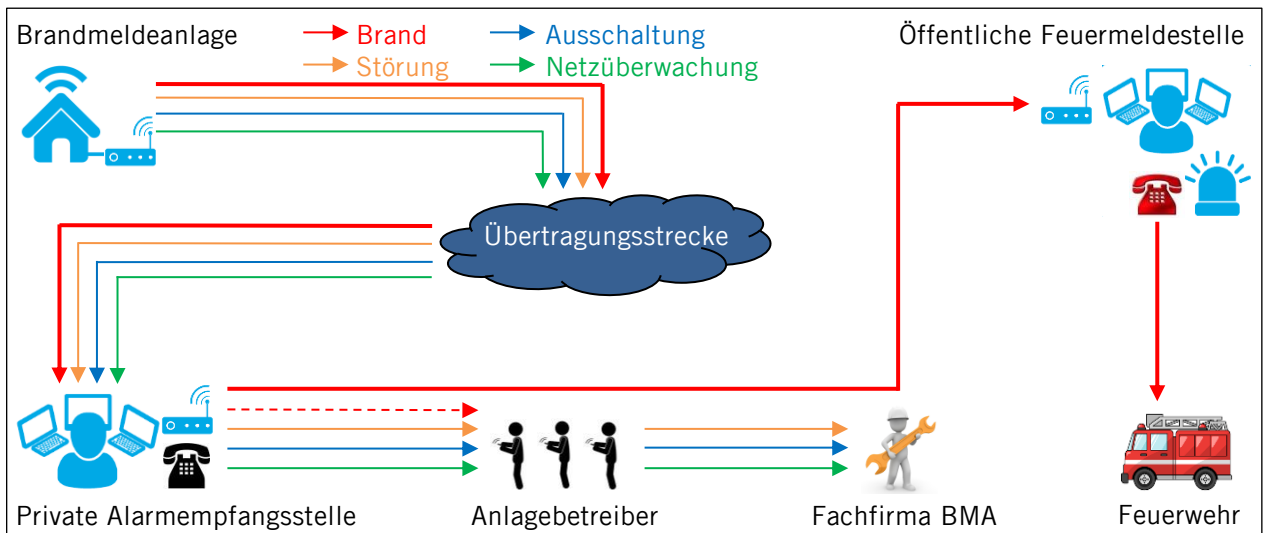 Brandmeldeanlage
Brand
Ausschaltung
Öffentliche Feuermeldestelle
Störung
Netzüberwachung
Übertragungsstrecke
Private Alarmempfangsstelle
Anlagebetreiber
Fachfirma BMA
Feuerwehr